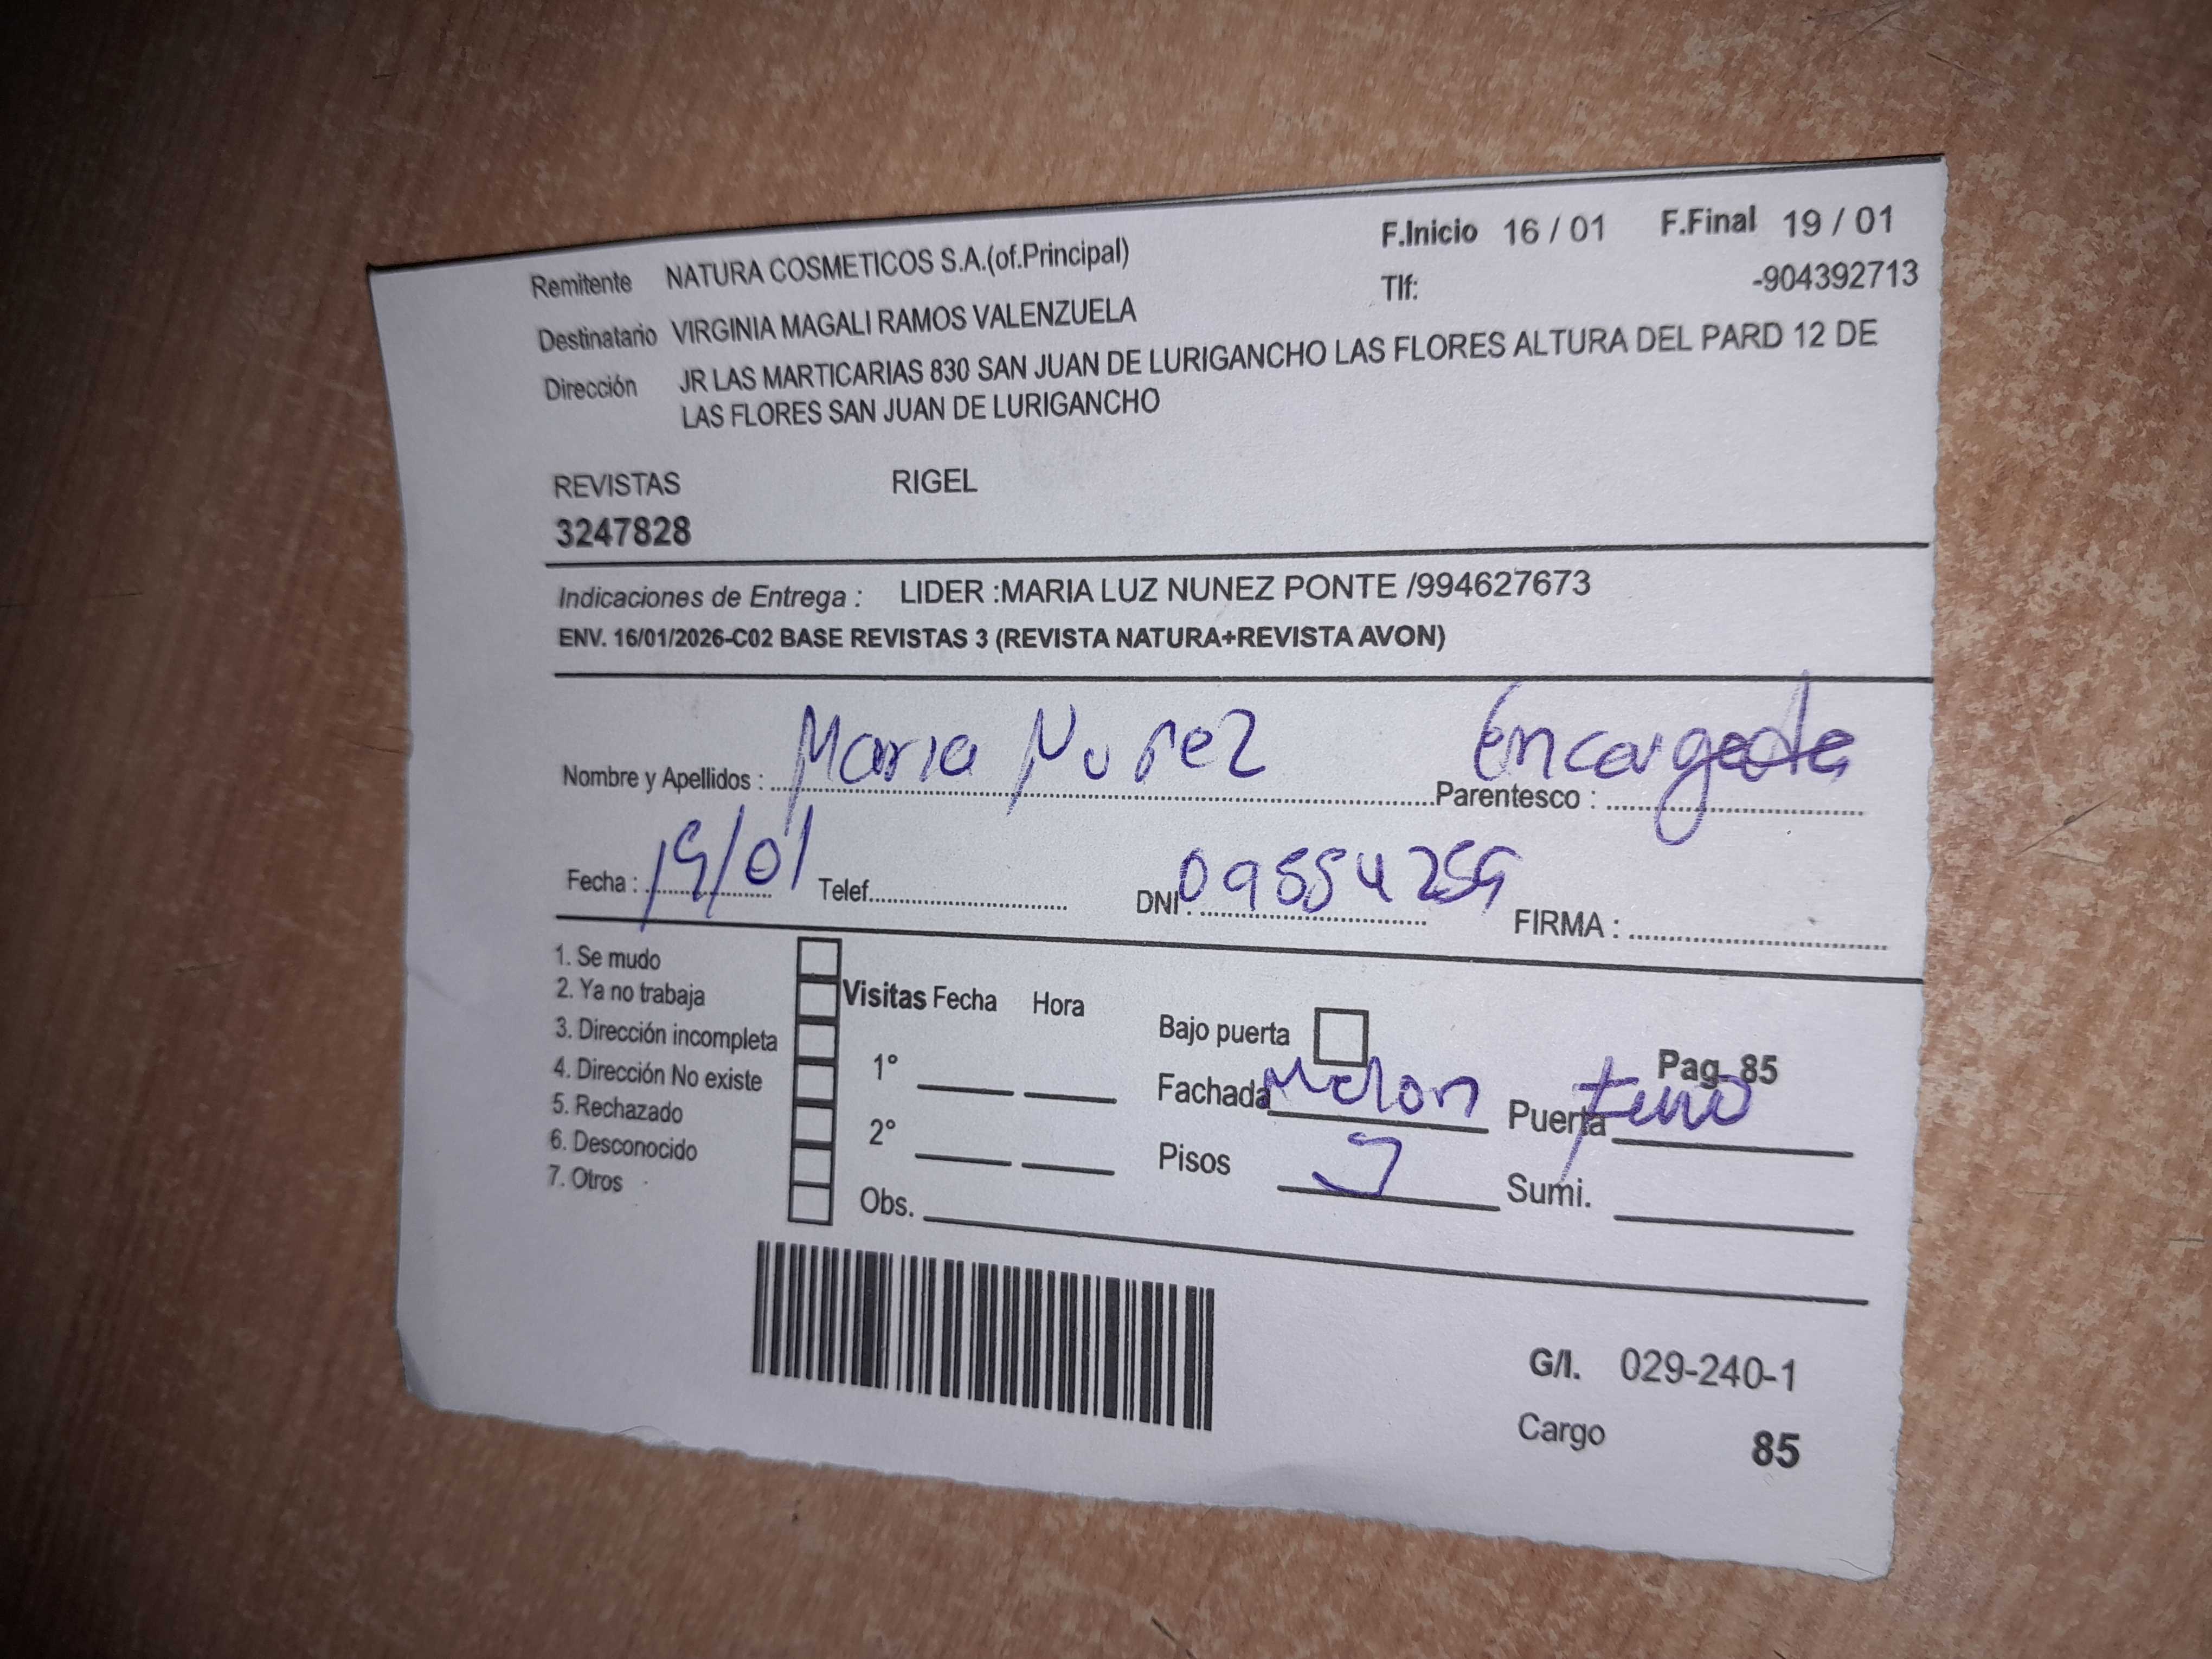 F.Inicio 16 / 01 F.Final 19 / 01
Remitente NATURA COSMETICOS S.A.(of.Principal)
Tlf: -904392713
Destinatario VIRGINIA MAGALI RAMOS VALENZUELA
Dirección JR LAS MARTICARIAS 830 SAN JUAN DE LURIGANCHO LAS FLORES ALTURA DEL PARD 12 DE
LAS FLORES SAN JUAN DE LURIGANCHO
REVISTAS RIGEL
3247828
Indicaciones de Entrega : LIDER :MARIA LUZ NUNEZ PONTE /994627673
ENV. 16/01/2026-C02 BASE REVISTAS 3 (REVISTA NATURA+REVISTA AVON)
Nombre y Apellidos : Maria Nuñez Parentesco : Encargada
Fecha : 19/01 Telef. DNI : FIRMA :
1. Se mudo
2. Ya no trabaja
3. Dirección incompleta
4. Dirección No existe
5. Rechazado
6. Desconocido
7. Otros
Visitas Fecha Hora
1°
2°
Obs.
Bajo puerta
Pag 85
Fachada Melon Puerta
Pisos Sumi.
G/I. 029-240-1
Cargo 85